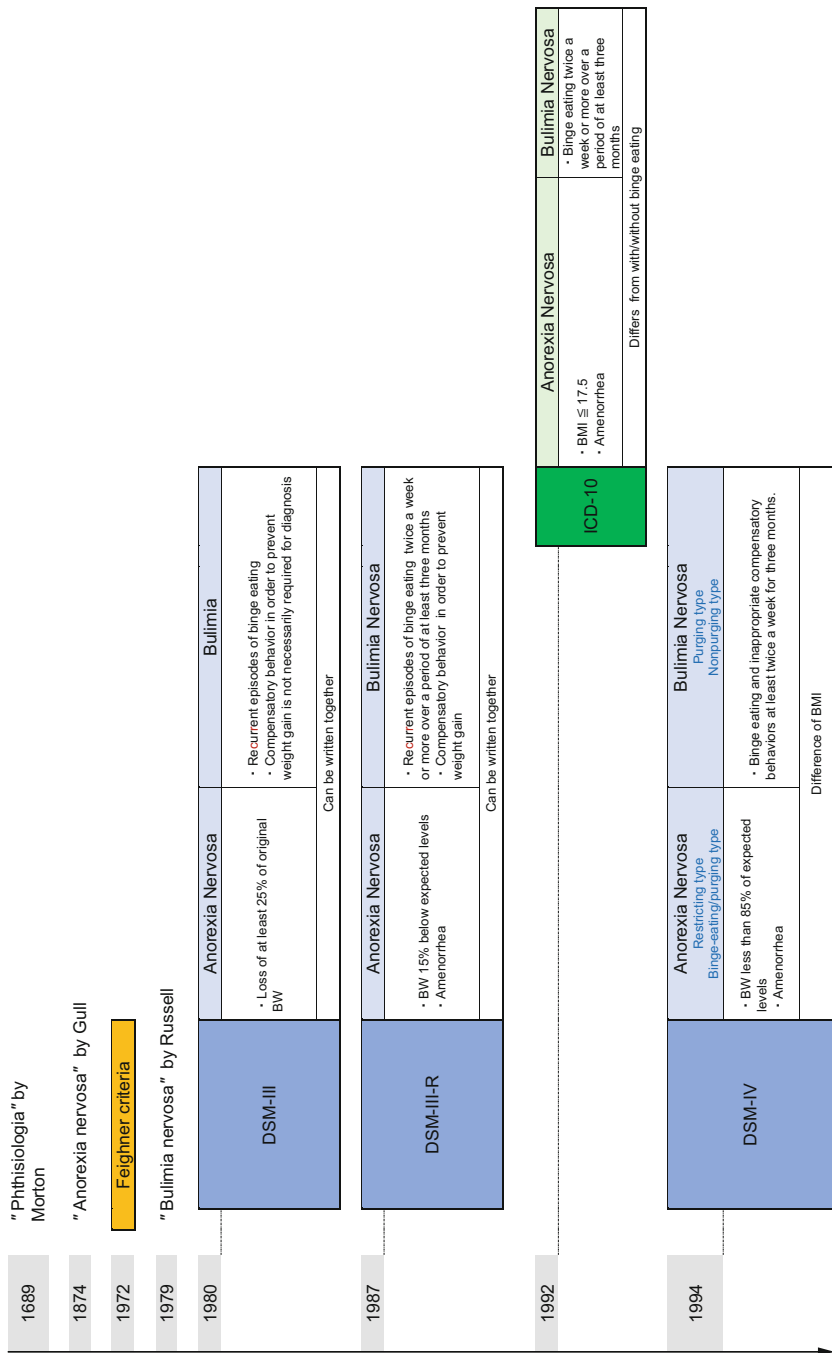 1689
"Phthisiologia" by
Morton
1874
"Anorexia nervosa" by Gull
1972
Feighner criteria
1979
"Bulimia nervosa" by Russell
1980
DSM-III
Anorexia Nervosa
・Loss of at least 25% of original
BW
Bulimia
・Recurrent episodes of binge eating
・Compensatory behavior in order to prevent
weight gain is not necessarily required for diagnosis
Can be written together
1987
DSM-III-R
Anorexia Nervosa
・BW 15% below expected levels
・Amenorrhea
Bulimia Nervosa
・Recurrent episodes of binge eating twice a week
or more over a period of at least three months
・Compensatory behavior in order to prevent
weight gain
Can be written together
1992
ICD-10
Anorexia Nervosa
・BMI ≦ 17.5
・Amenorrhea
Bulimia Nervosa
・Binge eating twice a
week or more over a
period of at least three
months
Differs from with/without binge eating
1994
DSM-IV
Anorexia Nervosa
Restricting type
Binge-eating/purging type
・BW less than 85% of expected
levels
・Amenorrhea
Bulimia Nervosa
Purging type
Nonpurging type
・Binge eating and inappropriate compensatory
behaviors at least twice a week for three months.
Difference of BMI